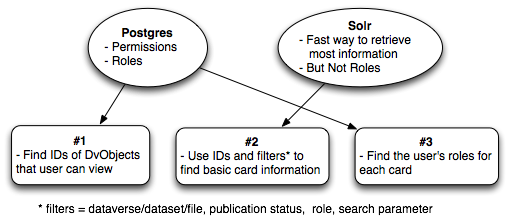 Postgres
- Permissions
- Roles
Solr
- Fast way to retrieve
most information
- But Not Roles
#1
- Find IDs of DvObjects
that user can view
#2
- Use IDs and filters* to
find basic card information
#3
- Find the user's roles for
each card
* filters = dataverse/dataset/file, publication status, role, search parameter